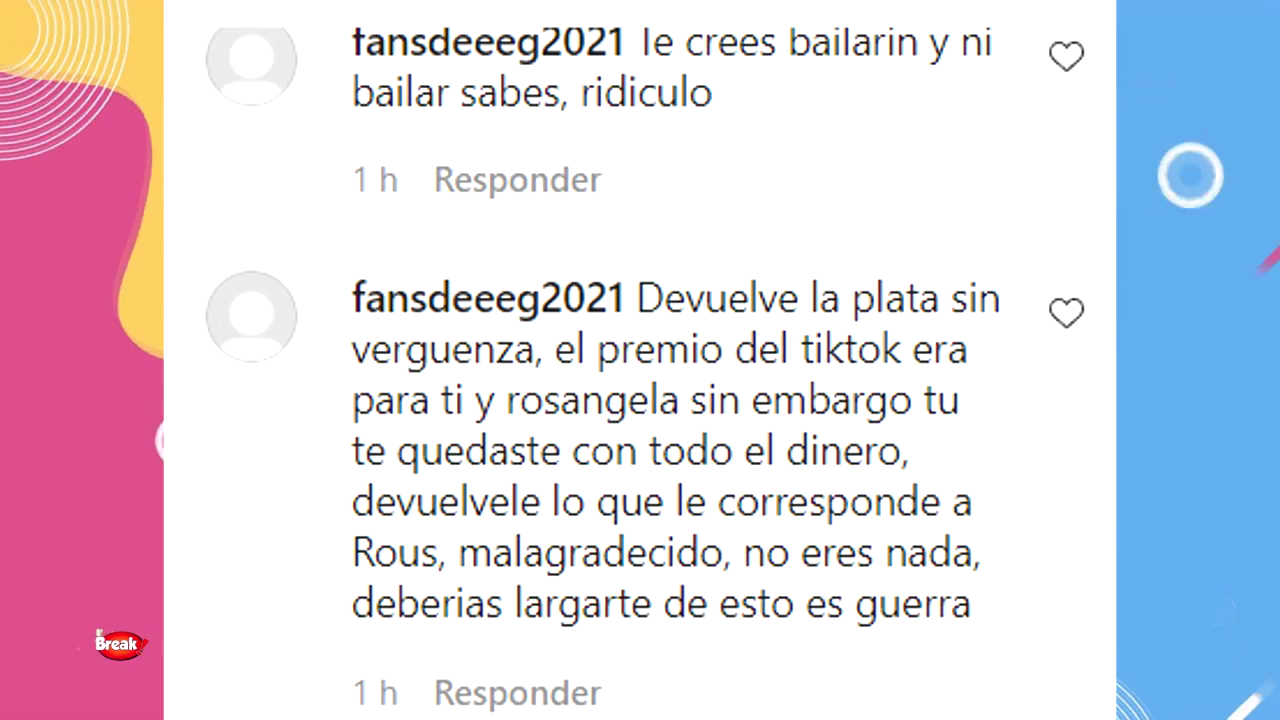 fansdeeeg2021 Te crees bailarin y ni
bailar sabes, ridiculo
1 h Responder
fansdeeeg2021 Devuelve la plata sin
verguenza, el premio del tiktok era
para ti y rosangela sin embargo tu
te quedaste con todo el dinero,
devuelvele lo que le corresponde a
Rous, malagradecido, no eres nada,
deberias largarte de esto es guerra
1 h Responder
Break